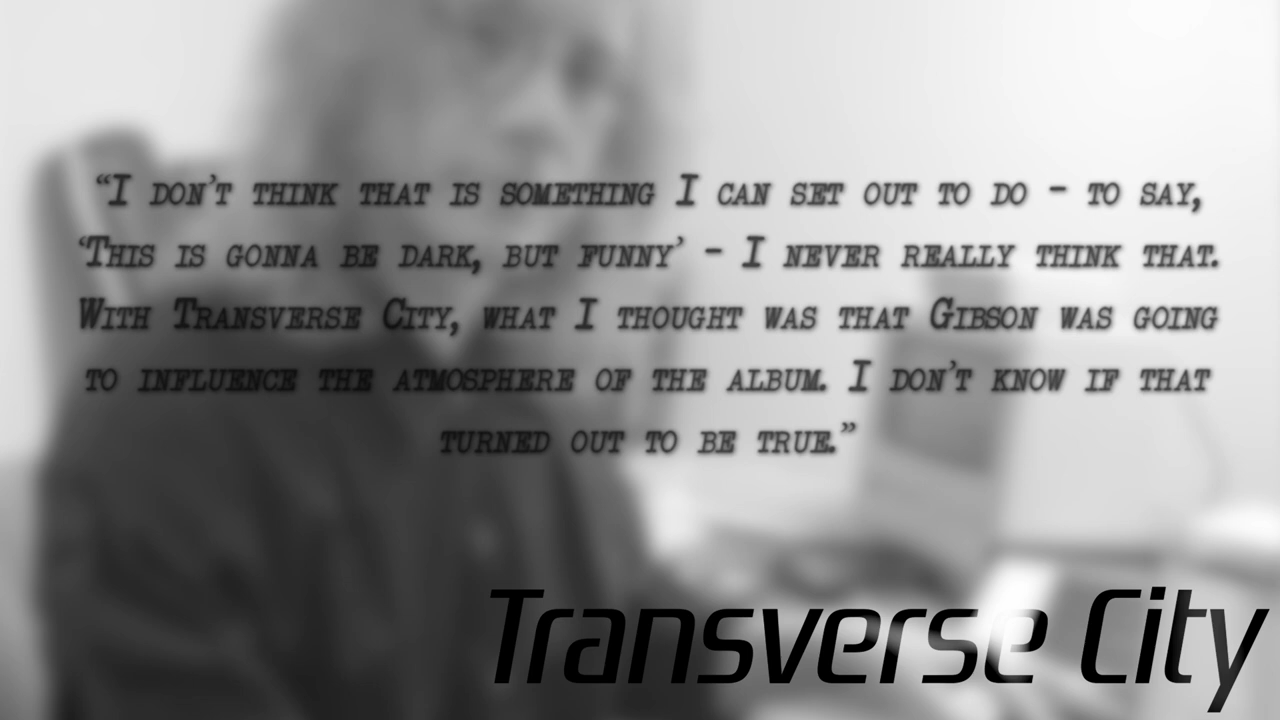 “I don’t think that is something I can set out to do – to say,
‘This is gonna be dark, but funny’ – I never really think that.
With Transverse City, what I thought was that Gibson was going
to influence the atmosphere of the album. I don’t know if that
turned out to be true.”
Transverse City